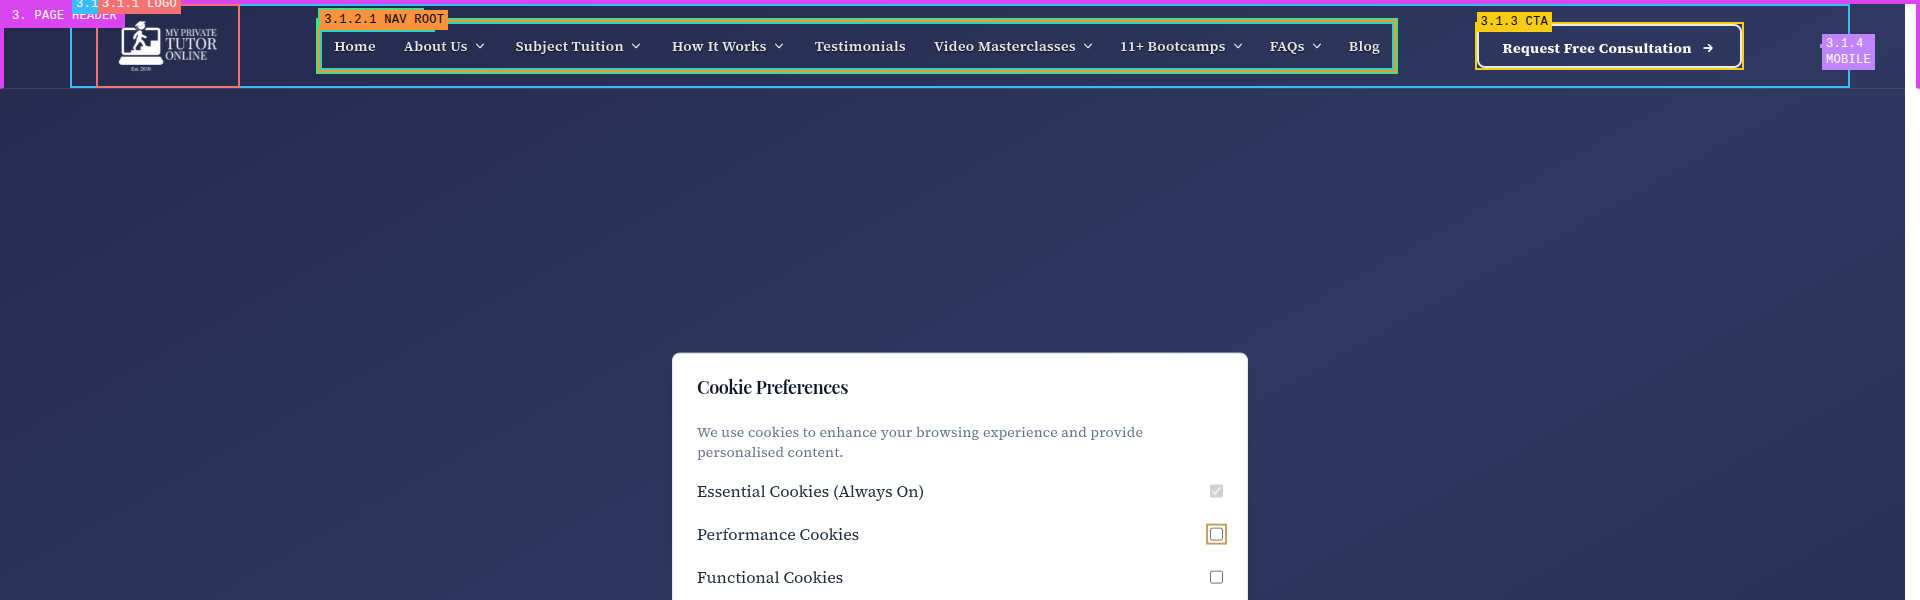 3. PAGE HEADER
3.1
3.1.1 LOGO
MY PRIVATE
TUTOR
ONLINE
Est. 2010
3.1.2.1 NAV ROOT
Home About Us Subject Tuition How It Works Testimonials Video Masterclasses 11+ Bootcamps FAQs Blog
3.1.3 CTA
Request Free Consultation →
3.1.4
MOBILE
Cookie Preferences
We use cookies to enhance your browsing experience and provide
personalised content.
Essential Cookies (Always On)
Performance Cookies
Functional Cookies